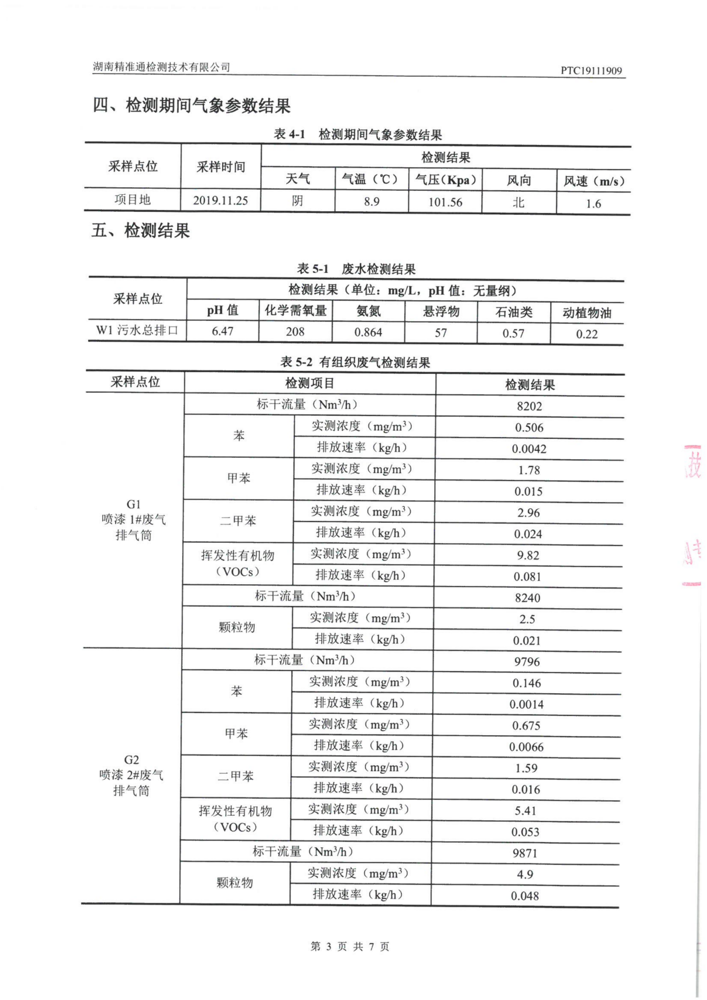 湖南精准通检测技术有限公司 PTC19111909
四、检测期间气象参数结果
表 4-1 检测期间气象参数结果
采样点位 采样时间 检测结果
天气 气温（℃） 气压（Kpa） 风向 风速（m/s）
项目地 2019.11.25 阴 8.9 101.56 北 1.6
五、检测结果
表 5-1 废水检测结果
采样点位 检测结果（单位：mg/L，pH 值：无量纲）
pH 值 化学需氧量 氨氮 悬浮物 石油类 动植物油
W1 污水总排口 6.47 208 0.864 57 0.57 0.22
表 5-2 有组织废气检测结果
采样点位 检测项目 检测结果
G1
喷漆 1#废气
排气筒
标干流量（Nm³/h） 8202
苯 实测浓度（mg/m³） 0.506
排放速率（kg/h） 0.0042
甲苯 实测浓度（mg/m³） 1.78
排放速率（kg/h） 0.015
二甲苯 实测浓度（mg/m³） 2.96
排放速率（kg/h） 0.024
挥发性有机物
（VOCs）
实测浓度（mg/m³） 9.82
排放速率（kg/h） 0.081
标干流量（Nm³/h） 8240
颗粒物 实测浓度（mg/m³） 2.5
排放速率（kg/h） 0.021
G2
喷漆 2#废气
排气筒
标干流量（Nm³/h） 9796
苯 实测浓度（mg/m³） 0.146
排放速率（kg/h） 0.0014
甲苯 实测浓度（mg/m³） 0.675
排放速率（kg/h） 0.0066
二甲苯 实测浓度（mg/m³） 1.59
排放速率（kg/h） 0.016
挥发性有机物
（VOCs）
实测浓度（mg/m³） 5.41
排放速率（kg/h） 0.053
标干流量（Nm³/h） 9871
颗粒物 实测浓度（mg/m³） 4.9
排放速率（kg/h） 0.048
技
第 3 页 共 7 页